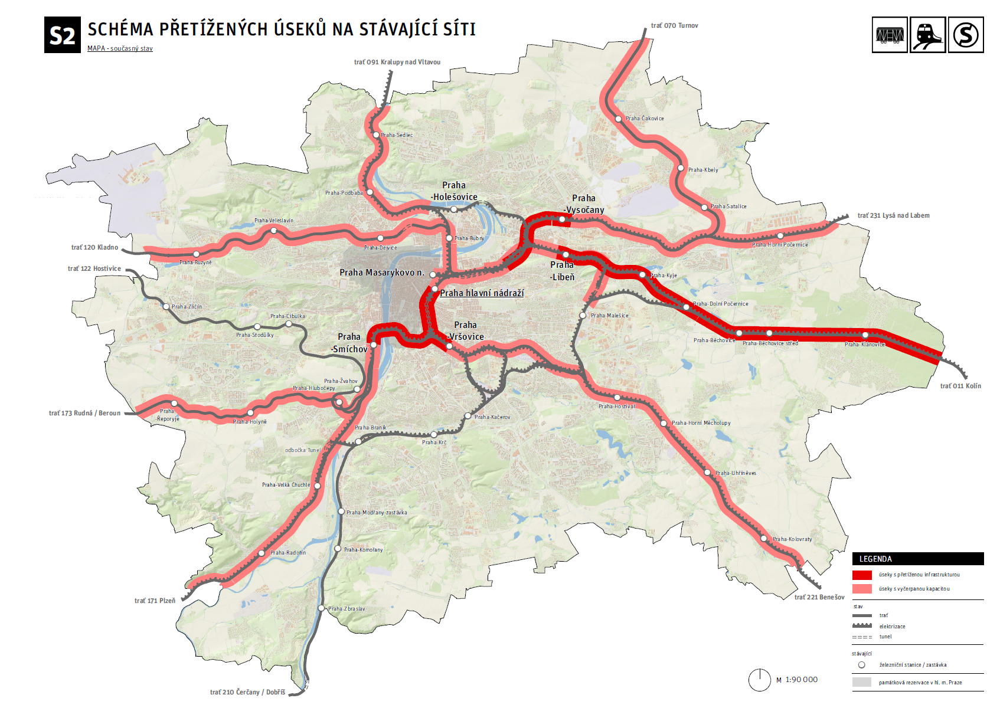 S2
SCHÉMA PŘETÍŽENÝCH ÚSEKŮ NA STÁVAJÍCÍ SÍTI
MAPA - současný stav
S
trať 070 Turnov
trať 091 Kralupy nad Vltavou
Praha-Čakovice
Praha-Sedlec
Praha-Kbely
Praha-Podbaba
Praha
-Holešovice
Praha
-Vysočany
Praha-Satalice
trať 231 Lysá nad Labem
Praha-Veleslavín
Praha-Bubny
Praha-Dejvice
Praha-Horní Počernice
trať 120 Kladno
Praha-Ruzyně
trať 122 Hostivice
Praha Masarykovo n.
Praha
-Libeň
Praha-Kyje
Praha hlavní nádraží
Praha-Zličín
Praha-Dolní Počernice
Praha-Cibulka
Praha-Malešice
Praha-Stodůlky
Praha
-Vršovice
Praha
-Smíchov
Praha-Běchovice
Praha-Běchovice střed
Praha-Klánovice
Praha-Žvahov
Praha-Hlubočepy
trať 011 Kolín
trať 173 Rudná / Beroun
Praha
-Řeporyje
Praha-Holyně
Praha-Hostivař
Praha-Kačerov
Praha-Horní Měcholupy
Praha-Braník
Praha-Krč
odbočka Tunel
Praha-Uhříněves
Praha-Velká Chuchle
Praha-Modřany zastávka
Praha-Kolovraty
Praha-Radotín
Praha-Komořany
trať 171 Plzeň
trať 221 Benešov
Praha-Zbraslav
trať 210 Čerčany / Dobříš
M 1:90 000
LEGENDA
úseky s přetíženou infrastrukturou
úseky s vyčerpanou kapacitou
stav
trať
elektrizace
tunel
stávající
železniční stanice / zastávka
památková rezervace v hl. m. Praze